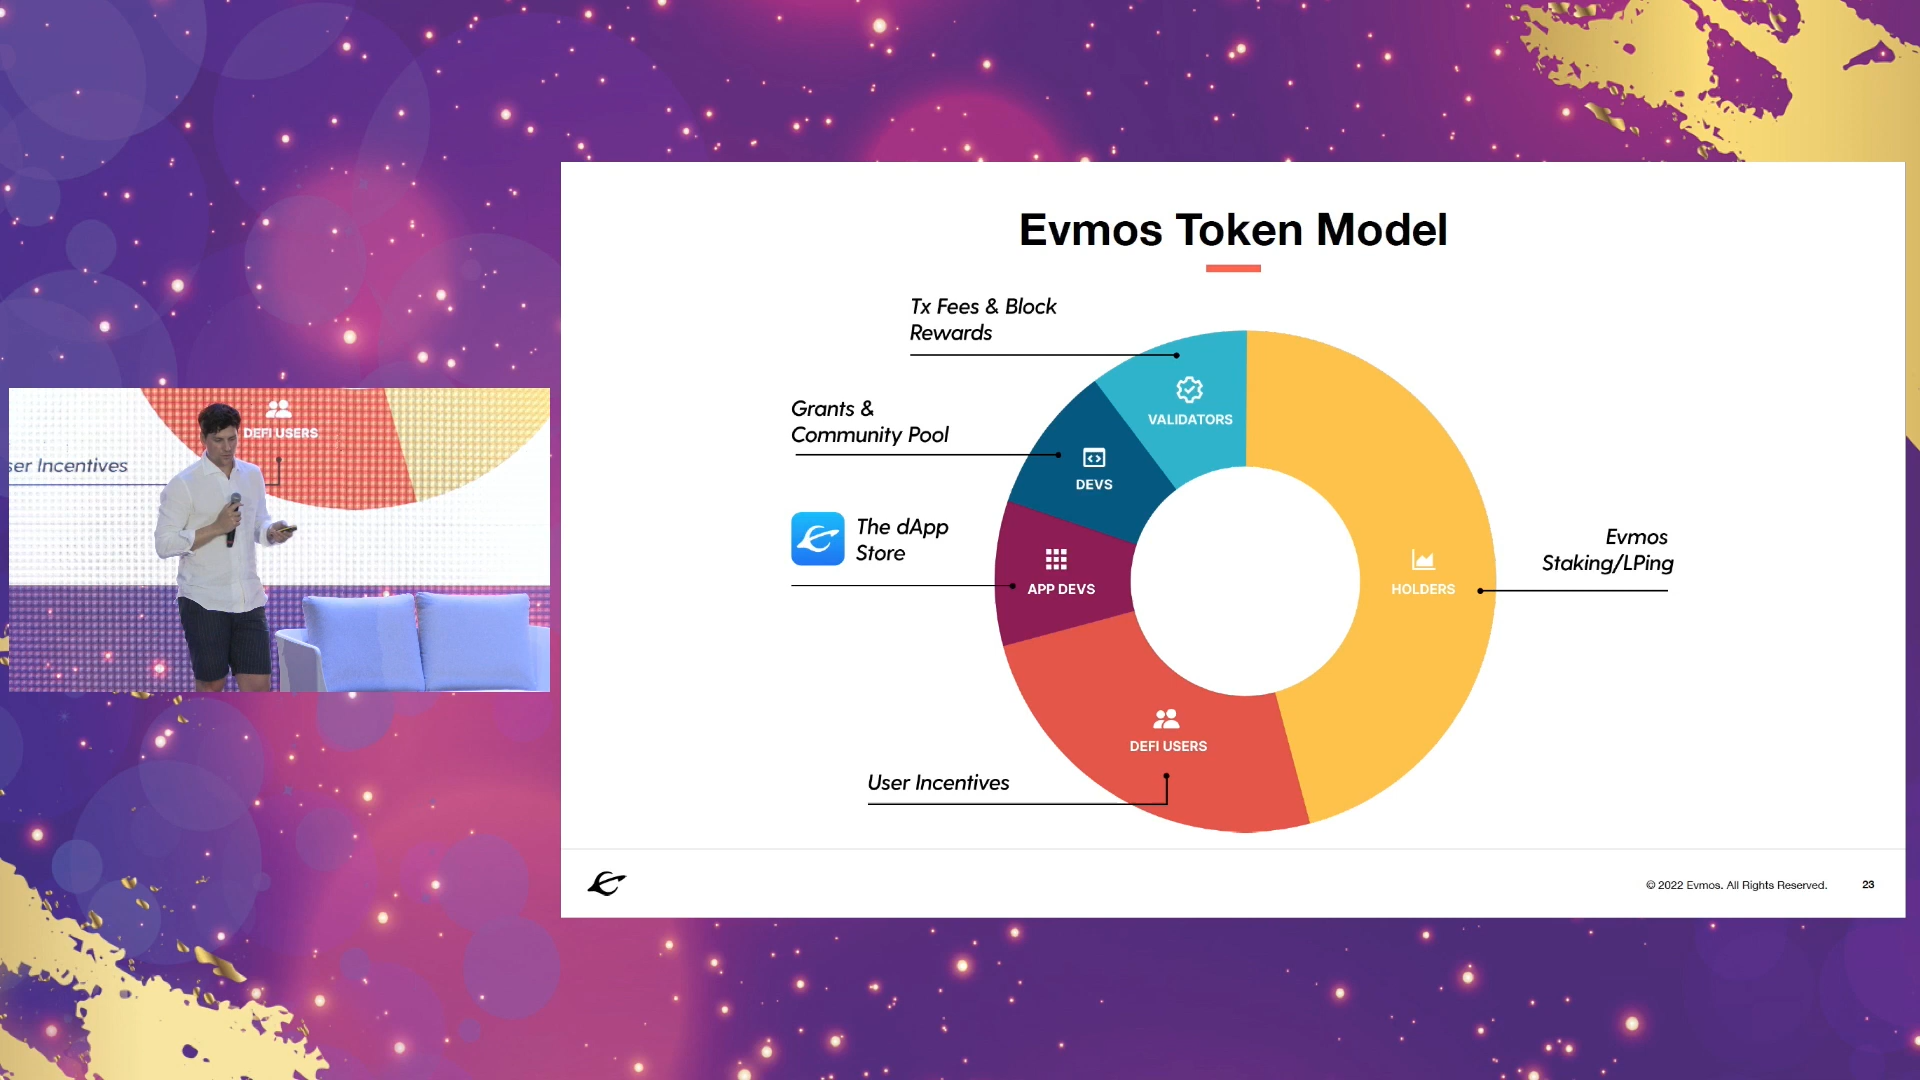 Evmos Token Model
Tx Fees & Block
Rewards
VALIDATORS
Grants &
Community Pool
DEVS
The dApp
Store
APP DEVS
Evmos
Staking/LPing
HOLDERS
DEFI USERS
User Incentives
DEFI USERS
ser Incentives
© 2022 Evmos. All Rights Reserved.
23